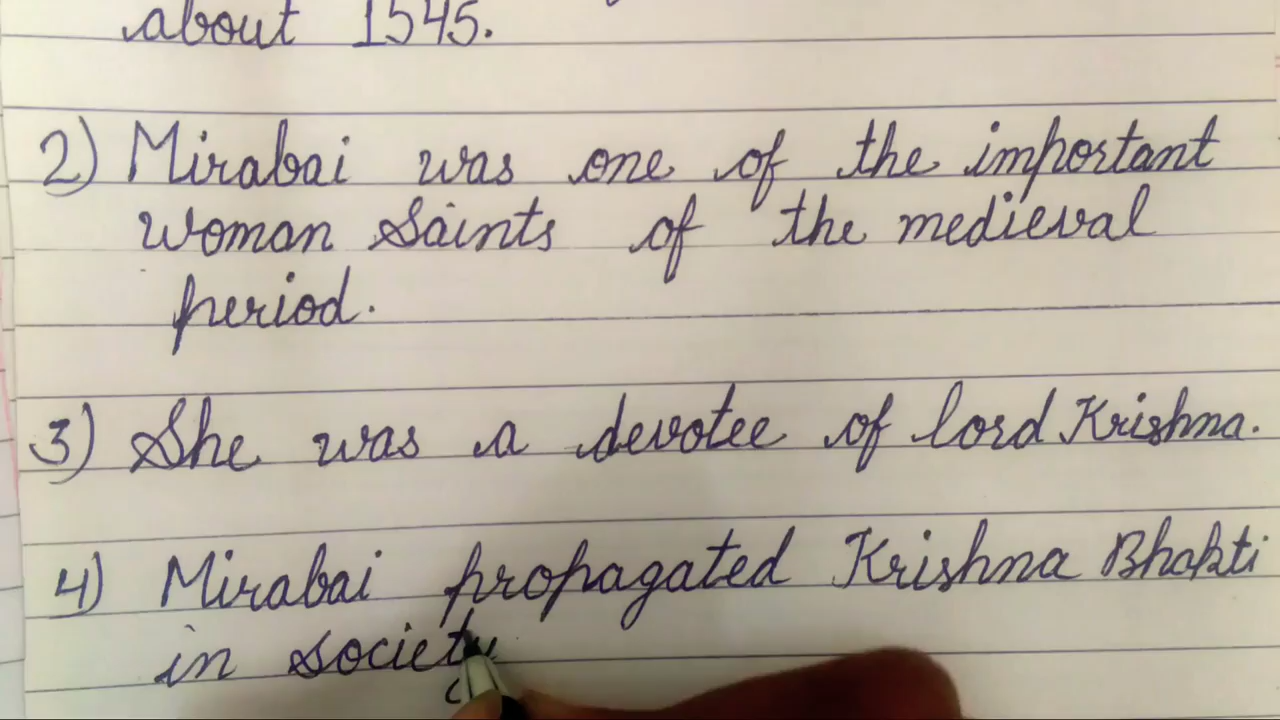 about 1545.
2) Mirabai was one of the important
woman Saints of the medieval
period.
3) She was a devotee of lord Krishna.
4) Mirabai propagated Krishna Bhakti
in society